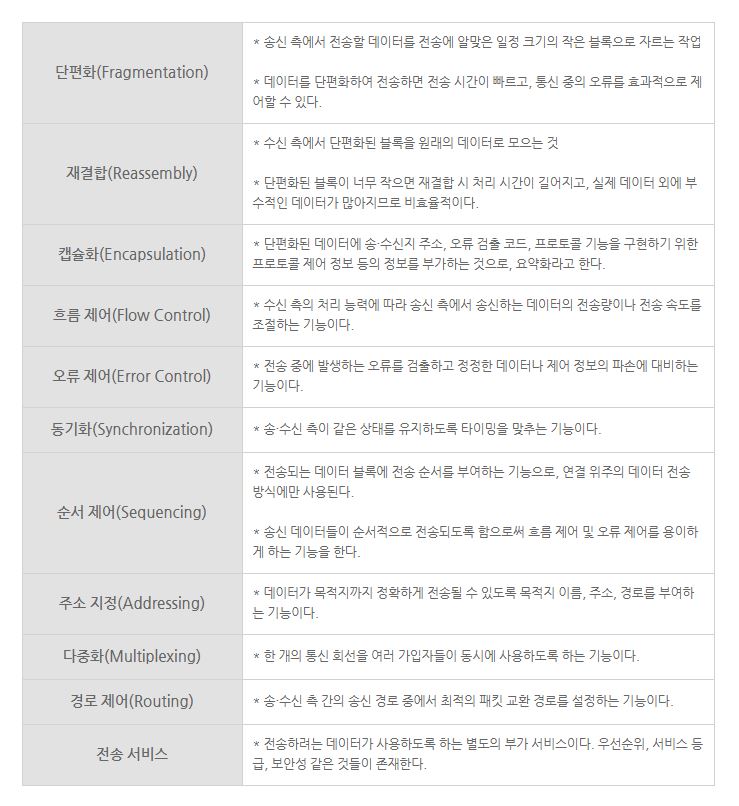 단편화(Fragmentation)
* 송신 측에서 전송할 데이터를 전송에 알맞은 일정 크기의 작은 블록으로 자르는 작업
* 데이터를 단편화하여 전송하면 전송 시간이 빠르고, 통신 중의 오류를 효과적으로 제
어할 수 있다.
재결합(Reassembly)
* 수신 측에서 단편화된 블록을 원래의 데이터로 모으는 것
* 단편화된 블록이 너무 작으면 재결합 시 처리 시간이 길어지고, 실제 데이터 외에 부
수적인 데이터가 많아지므로 비효율적이다.
캡슐화(Encapsulation)
* 단편화된 데이터에 송·수신지 주소, 오류 검출 코드, 프로토콜 기능을 구현하기 위한
프로토콜 제어 정보 등의 정보를 부가하는 것으로, 요약화라고 한다.
흐름 제어(Flow Control)
* 수신 측의 처리 능력에 따라 송신 측에서 송신하는 데이터의 전송량이나 전송 속도를
조절하는 기능이다.
오류 제어(Error Control)
* 전송 중에 발생하는 오류를 검출하고 정정한 데이터나 제어 정보의 파손에 대비하는
기능이다.
동기화(Synchronization)
* 송·수신 측이 같은 상태를 유지하도록 타이밍을 맞추는 기능이다.
순서 제어(Sequencing)
* 전송되는 데이터 블록에 전송 순서를 부여하는 기능으로, 연결 위주의 데이터 전송
방식에만 사용된다.
* 송신 데이터들이 순서적으로 전송되도록 함으로써 흐름 제어 및 오류 제어를 용이하
게 하는 기능을 한다.
주소 지정(Addressing)
* 데이터가 목적지까지 정확하게 전송될 수 있도록 목적지 이름, 주소, 경로를 부여하
는 기능이다.
다중화(Multiplexing)
* 한 개의 통신 회선을 여러 가입자들이 동시에 사용하도록 하는 기능이다.
경로 제어(Routing)
* 송·수신 측 간의 송신 경로 중에서 최적의 패킷 교환 경로를 설정하는 기능이다.
전송 서비스
* 전송하려는 데이터가 사용하도록 하는 별도의 부가 서비스이다. 우선순위, 서비스 등
급, 보안성 같은 것들이 존재한다.